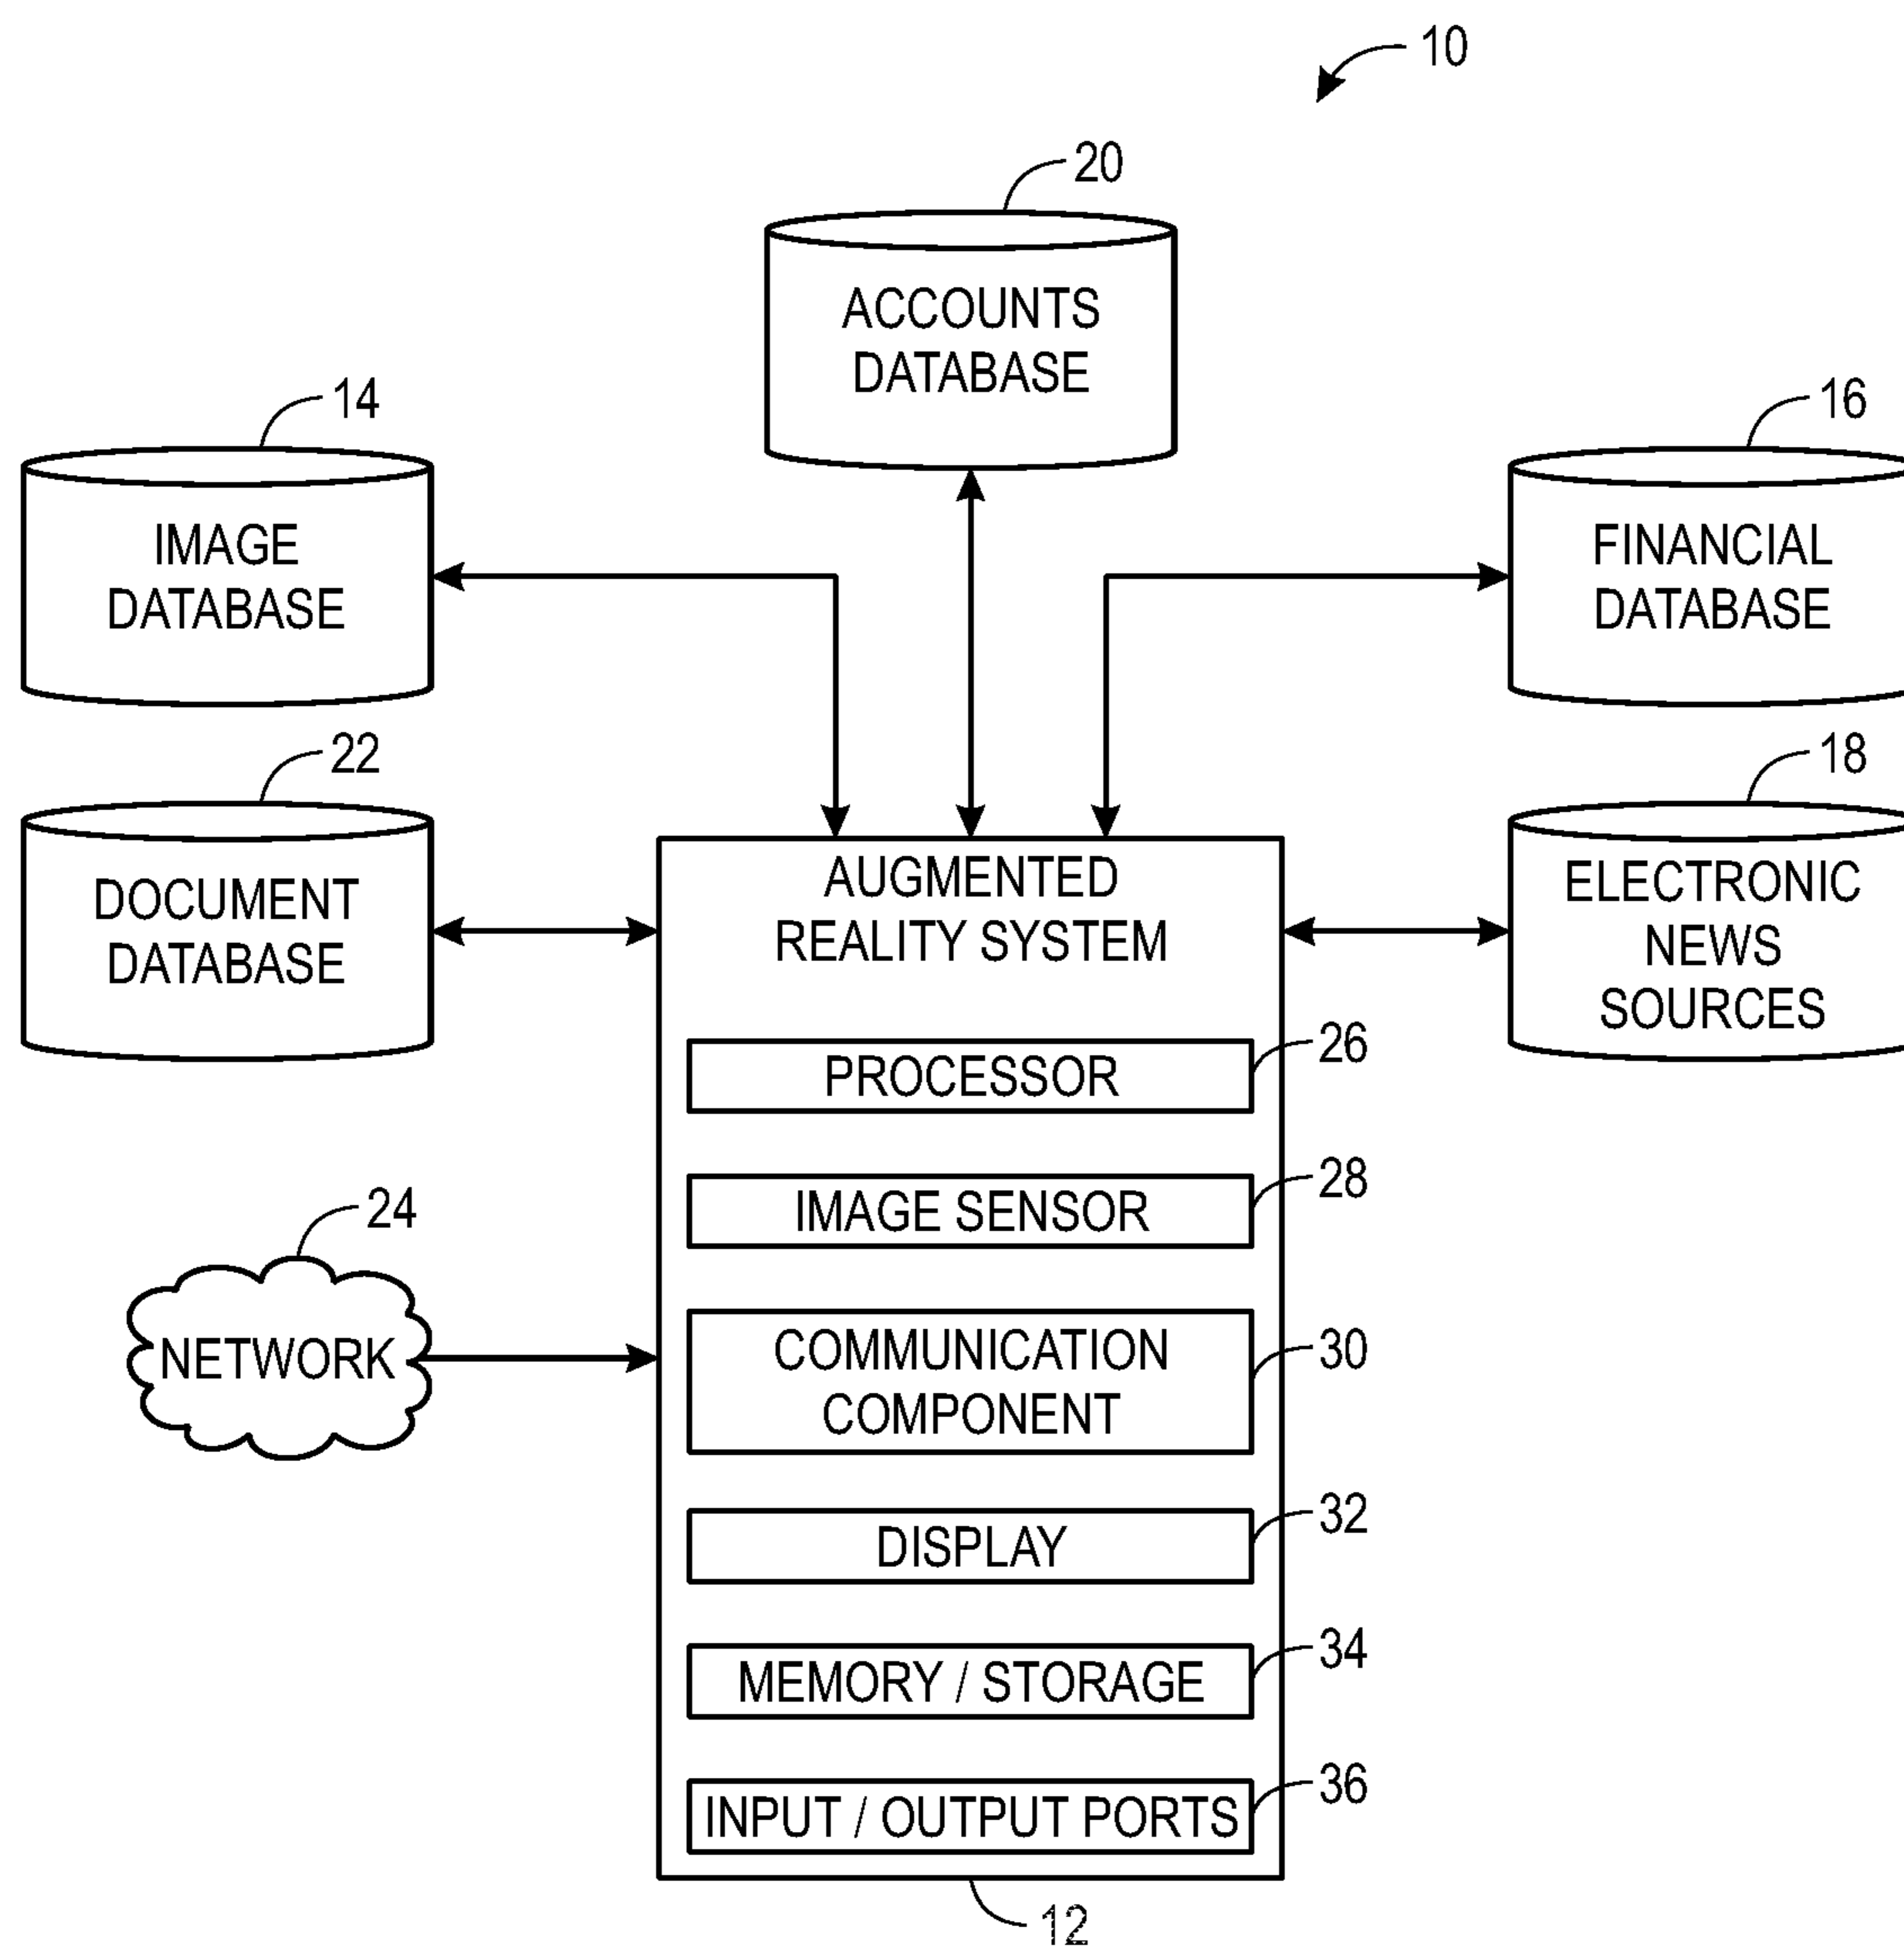 10
20
ACCOUNTS
DATABASE
14
IMAGE
DATABASE
16
FINANCIAL
DATABASE
22
DOCUMENT
DATABASE
18
ELECTRONIC
NEWS
SOURCES
AUGMENTED
REALITY SYSTEM
PROCESSOR
26
IMAGE SENSOR
28
24
NETWORK
COMMUNICATION
COMPONENT
30
DISPLAY
32
MEMORY / STORAGE
34
INPUT / OUTPUT PORTS
36
12